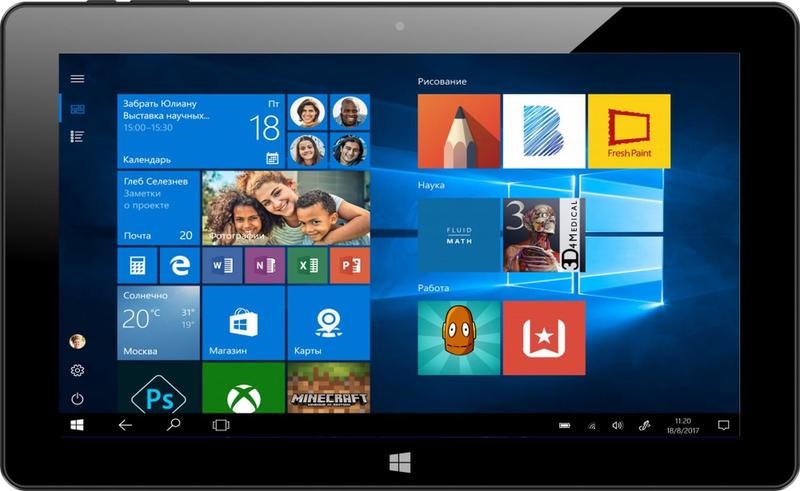 Забрать Юлиану
Выставка научных...
15:00–15:30
Пт
18
Календарь
Глеб Селезнев
Заметки
о проекте
Почта 20
Фотографии
W
N
X
P
Солнечно
20°C
31°
19°
Москва
Магазин
Карты
Ps
MINECRAFT
Рисование
B
FreshPaint
Наука
FLUID
MATH
3D4MEDICAL
Работа
11:20
18/8/2017